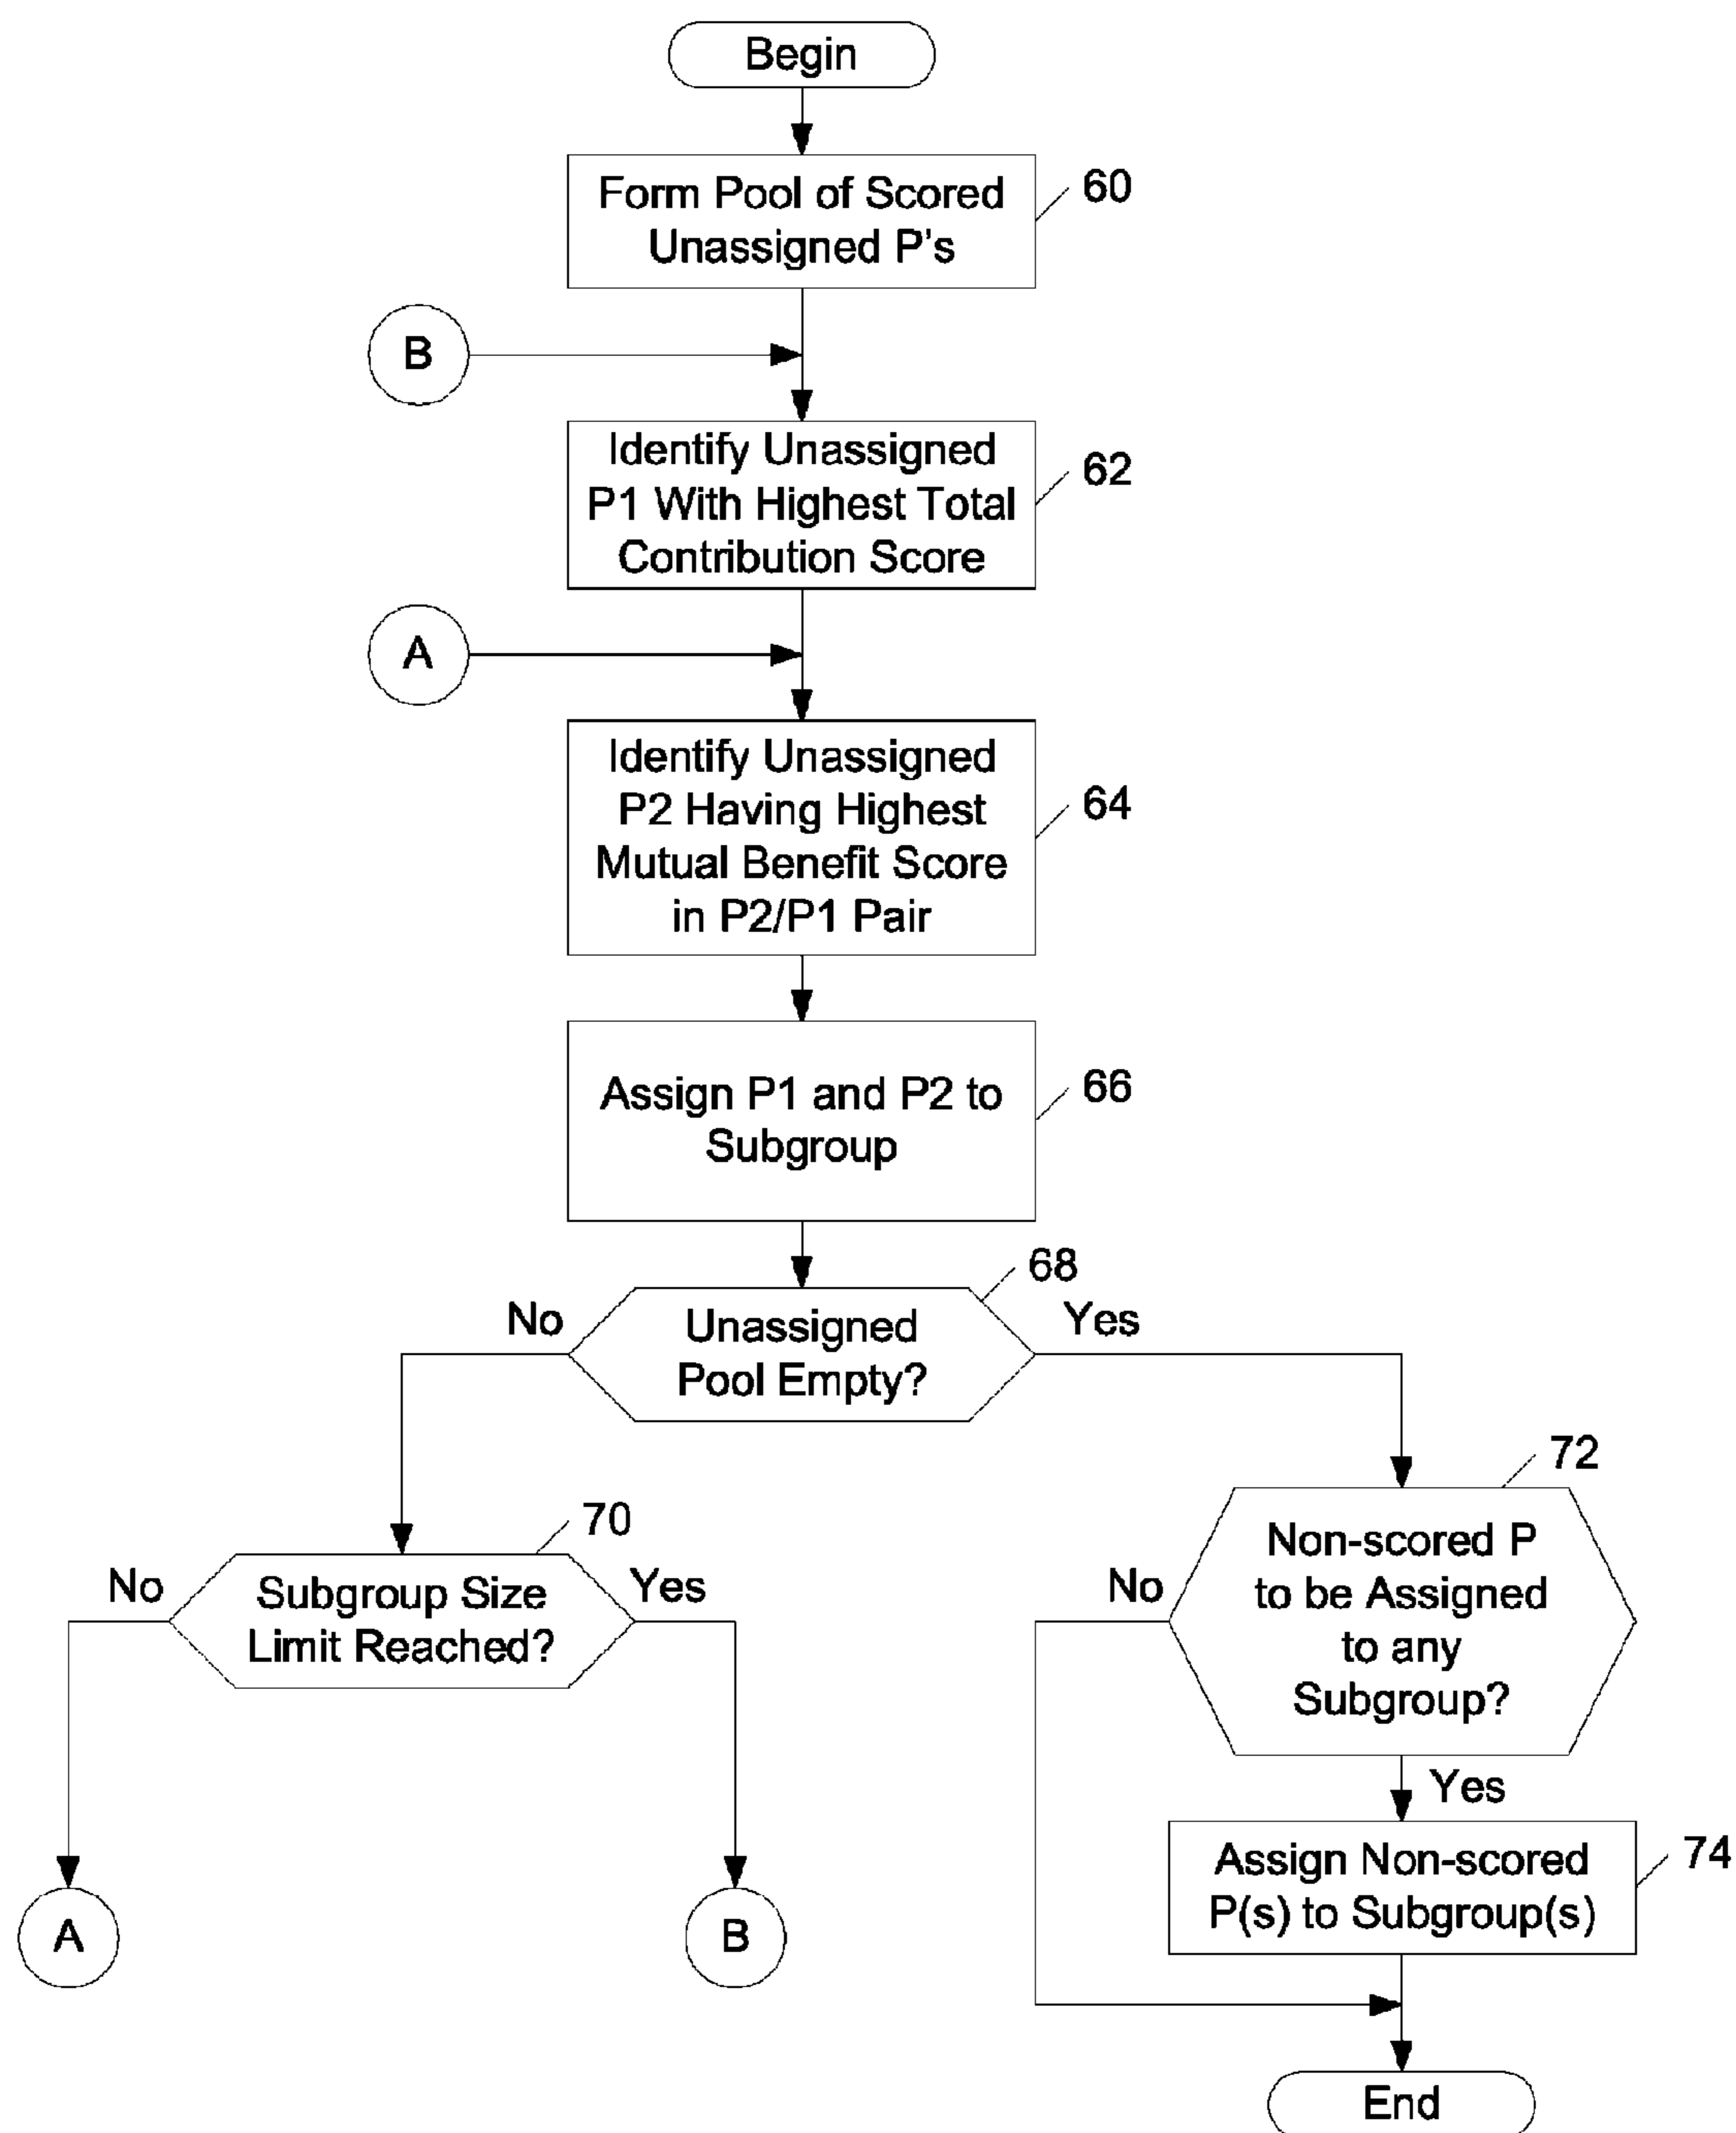 Begin
Form Pool of Scored
Unassigned P's
60
B
Identify Unassigned
P1 With Highest Total
Contribution Score
62
A
Identify Unassigned
P2 Having Highest
Mutual Benefit Score
in P2/P1 Pair
64
Assign P1 and P2 to
Subgroup
66
68
No
Unassigned
Pool Empty?
Yes
70
No
Subgroup Size
Limit Reached?
Yes
72
Non-scored P
to be Assigned
to any
Subgroup?
No
Yes
Assign Non-scored
P(s) to Subgroup(s)
74
A
B
End